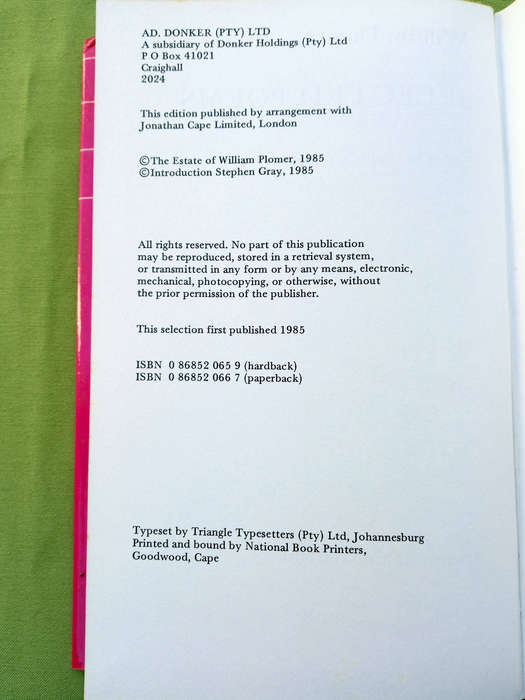 AD. DONKER (PTY) LTD
A subsidiary of Donker Holdings (Pty) Ltd
P O Box 41021
Craighall
2024
This edition published by arrangement with
Jonathan Cape Limited, London
©The Estate of William Plomer, 1985
©Introduction Stephen Gray, 1985
All rights reserved. No part of this publication
may be reproduced, stored in a retrieval system,
or transmitted in any form or by any means, electronic,
mechanical, photocopying, or otherwise, without
the prior permission of the publisher.
This selection first published 1985
ISBN 0 86852 065 9 (hardback)
ISBN 0 86852 066 7 (paperback)
Typeset by Triangle Typesetters (Pty) Ltd, Johannesburg
Printed and bound by National Book Printers,
Goodwood, Cape